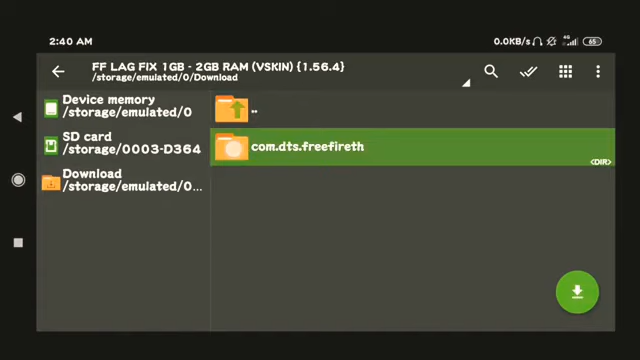 2:40 AM
0.0KB/s
4G
65
FF LAG FIX 1GB - 2GB RAM (VSKIN) {1.56.4}
/storage/emulated/0/Download
Device memory
/storage/emulated/0
SD card
/storage/0003-D364
Download
/storage/emulated/0...
..
com.dts.freefireth
<DIR>